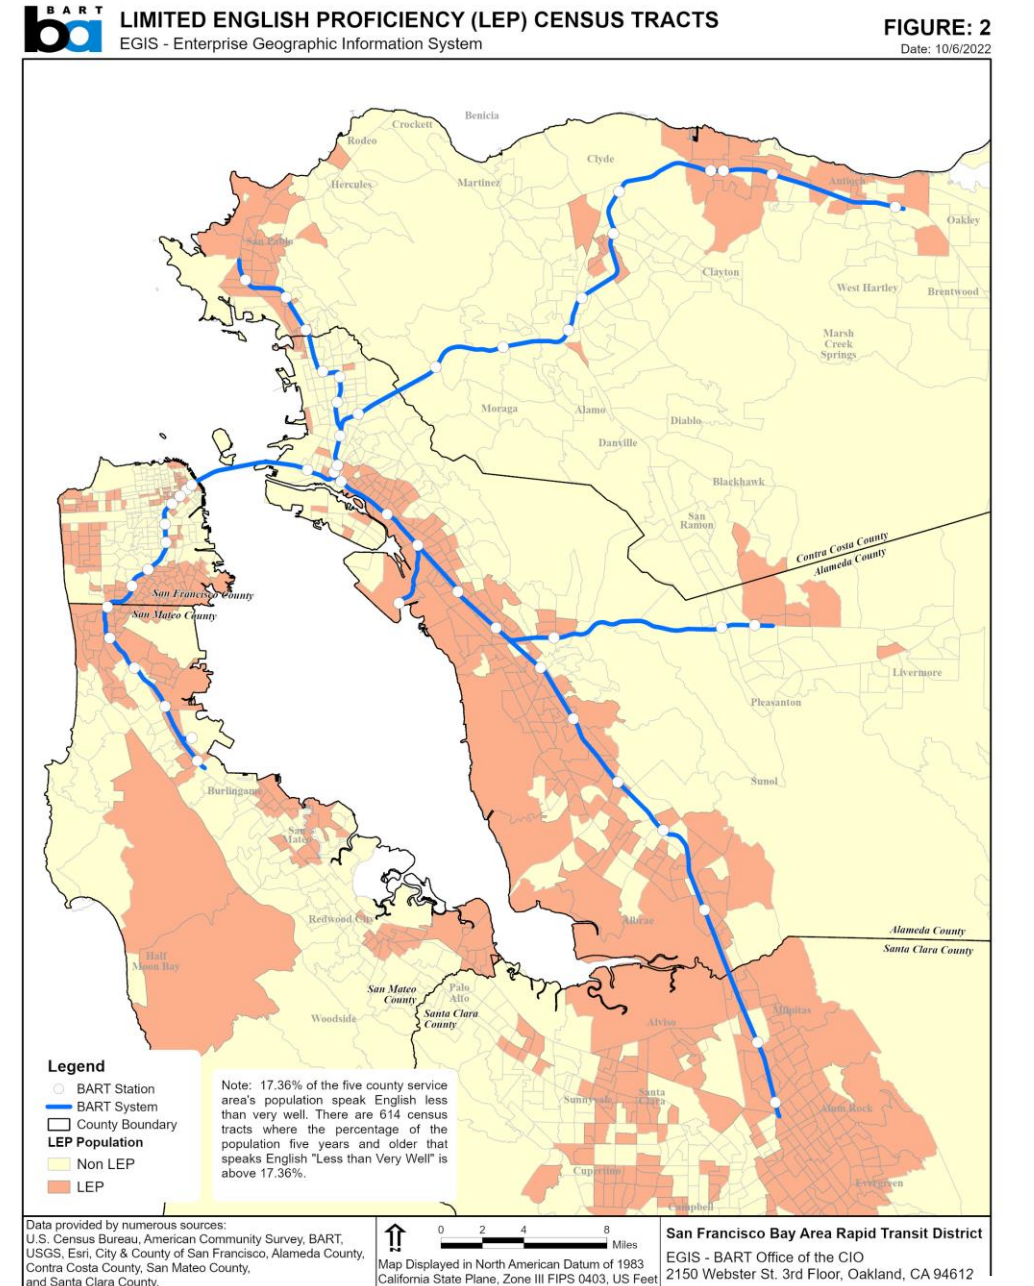 BART
ba
LIMITED ENGLISH PROFICIENCY (LEP) CENSUS TRACTS
EGIS - Enterprise Geographic Information System
FIGURE: 2
Date: 10/6/2022
Benicia
Crockett
Rodeo
Clyde
Hercules
Martinez
Antioch
Oakley
San Pablo
Clayton
West Hartley
Brentwood
Marsh
Creek
Springs
Moraga
Alamo
Diablo
Danville
Blackhawk
San
Ramon
Contra Costa County
Alameda County
San Francisco County
San Mateo County
Livermore
Pleasanton
Sunol
Burlingame
San
Mateo
Redwood City
Albrae
Alameda County
Santa Clara County
Half
Moon Bay
San Mateo
County
Palo
Alto
Santa Clara
County
Woodside
Alviso
Milpitas
Sunnyvale
Santa
Clara
Alum Rock
Cupertino
Evergreen
Campbell
Legend
BART Station
BART System
County Boundary
LEP Population
Non LEP
LEP
Note: 17.36% of the five county service
area's population speak English less
than very well. There are 614 census
tracts where the percentage of the
population five years and older that
speaks English "Less than Very Well" is
above 17.36%.
Data provided by numerous sources:
U.S. Census Bureau, American Community Survey, BART,
USGS, Esri, City & County of San Francisco, Alameda County,
Contra Costa County, San Mateo County,
and Santa Clara County.
0 2 4 8
Miles
Map Displayed in North American Datum of 1983
California State Plane, Zone III FIPS 0403, US Feet
San Francisco Bay Area Rapid Transit District
EGIS - BART Office of the CIO
2150 Webster St. 3rd Floor, Oakland, CA 94612